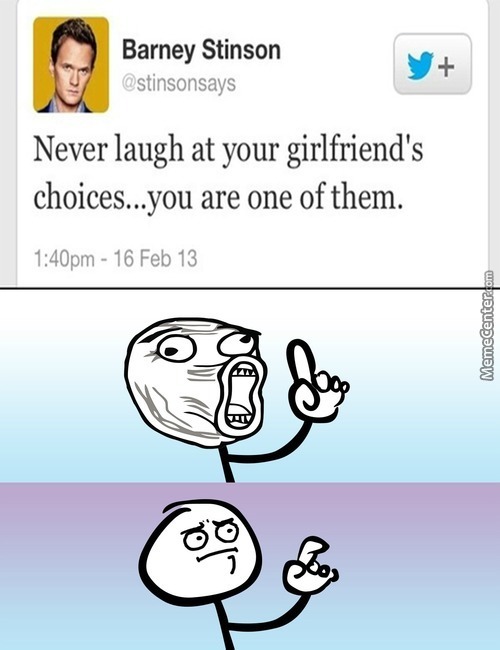 Barney Stinson
@stinsonsays
+
Never laugh at your girlfriend's
choices...you are one of them.
1:40pm - 16 Feb 13
MemeCenter.com